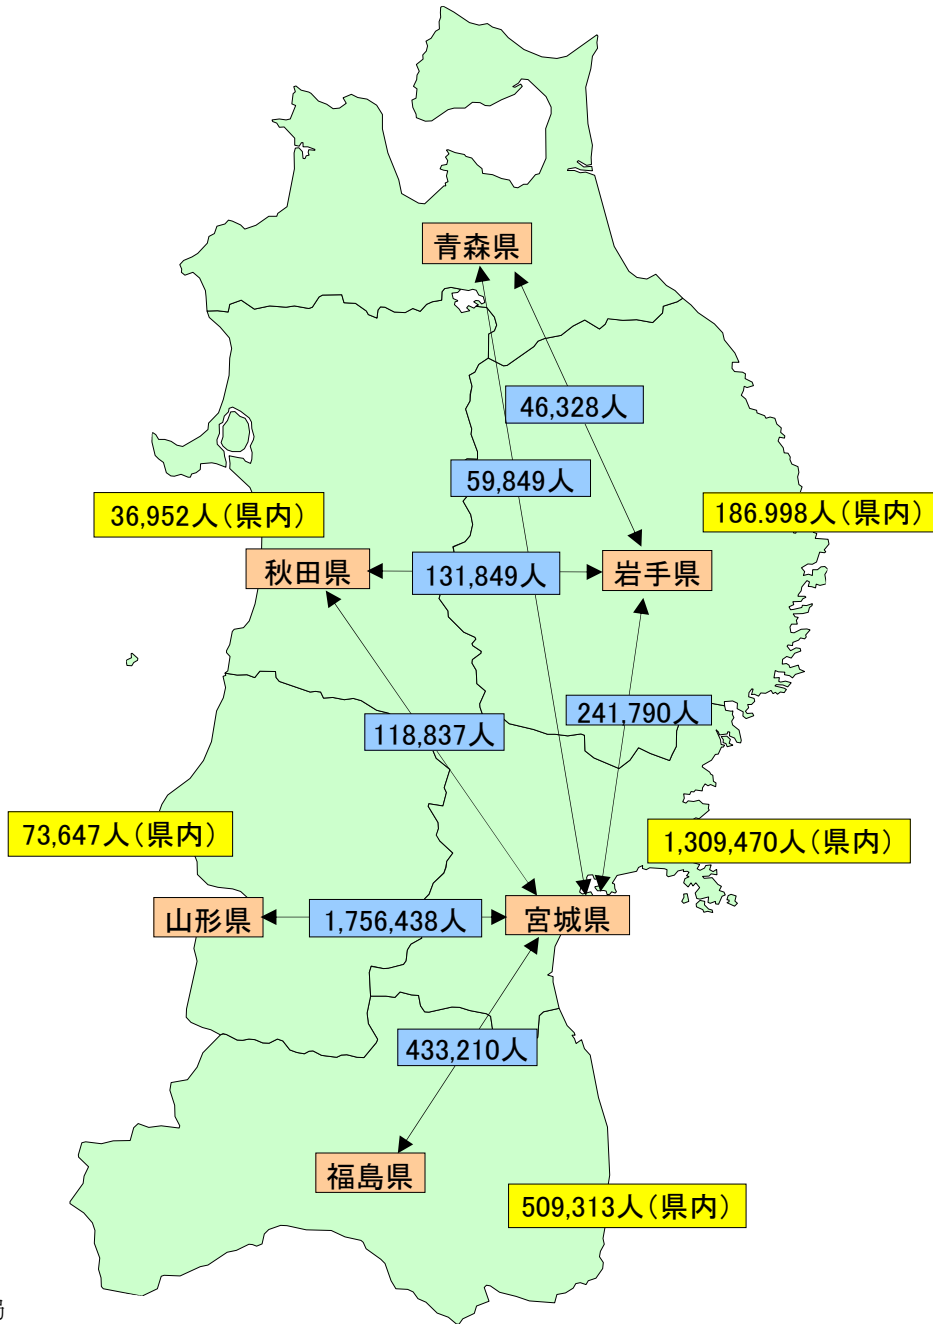 青森県
46,328人
59,849人
36,952人（県内）
186.998人（県内）
秋田県
131,849人
岩手県
241,790人
118,837人
73,647人（県内）
1,309,470人（県内）
山形県
1,756,438人
宮城県
433,210人
福島県
509,313人（県内）